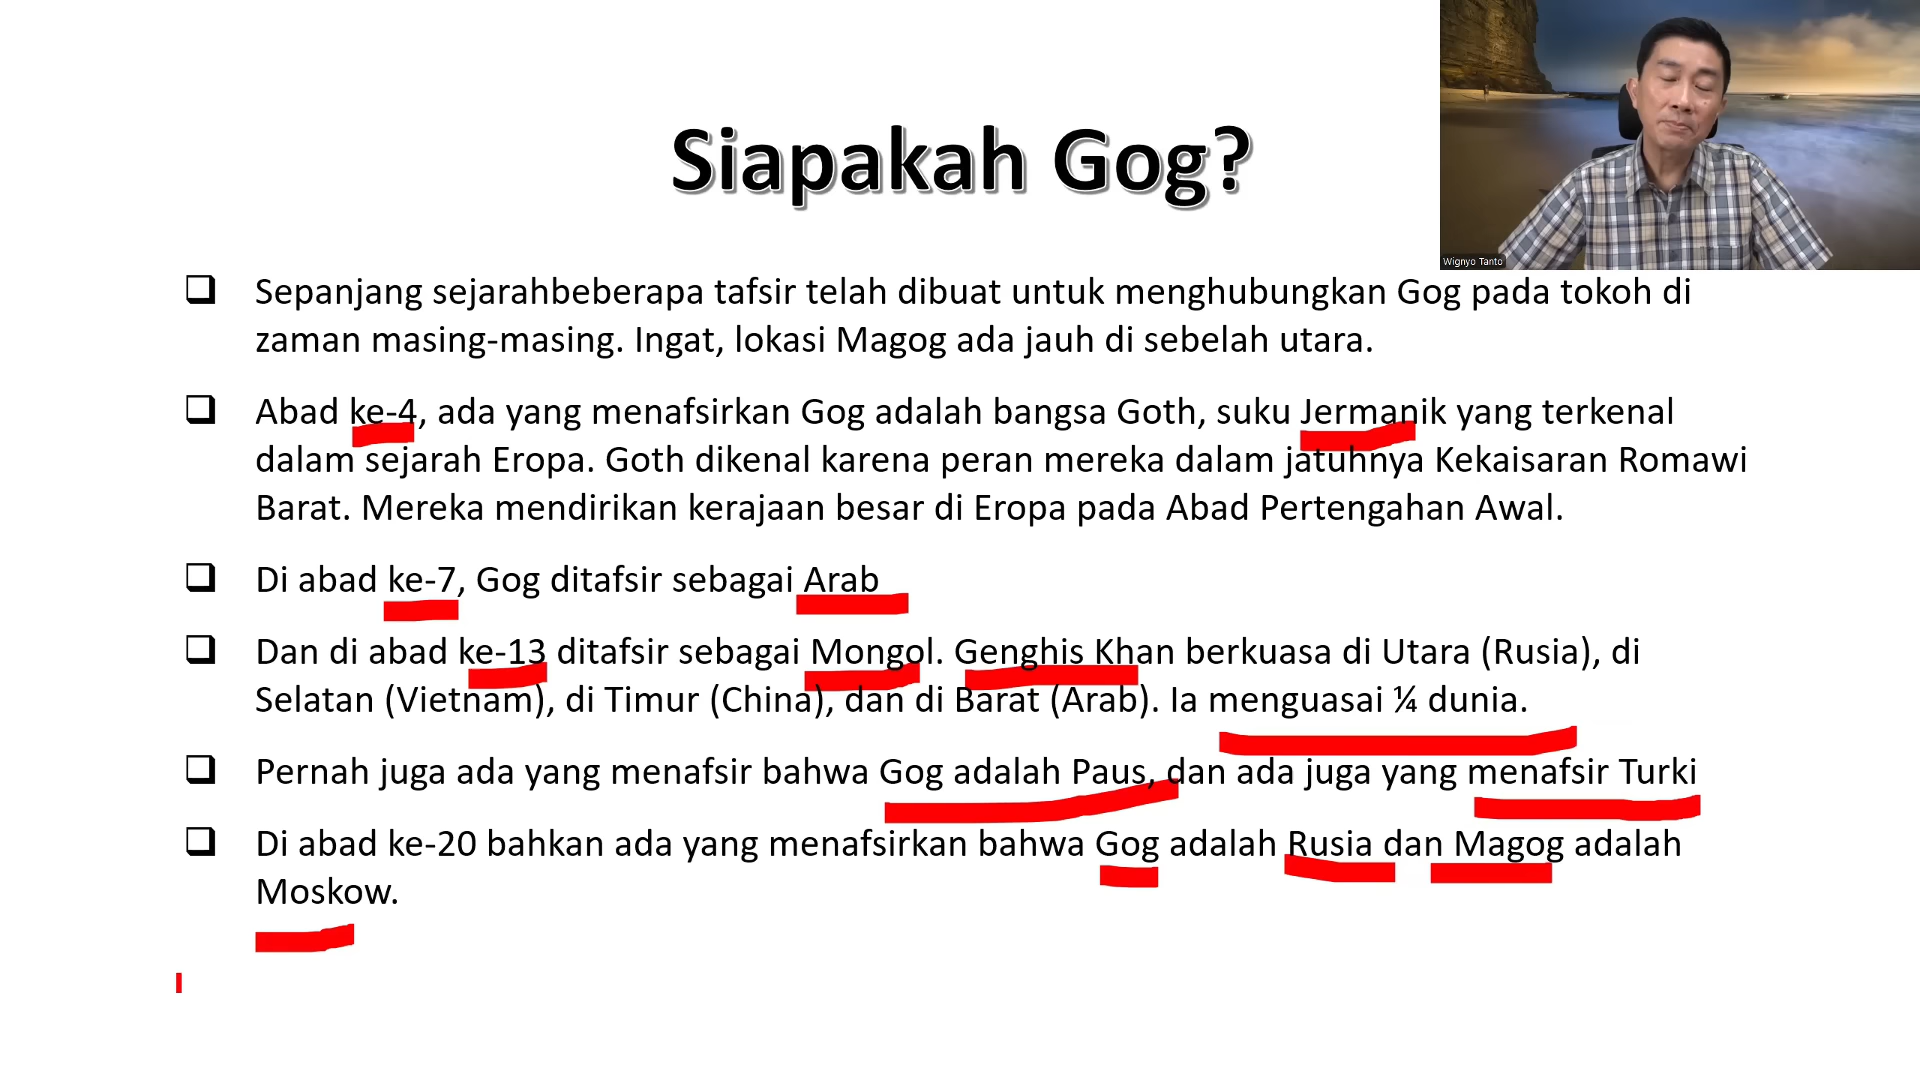 Siapakah Gog?
Wignyo Tanto
Sepanjang sejarahbeberapa tafsir telah dibuat untuk menghubungkan Gog pada tokoh di
zaman masing-masing. Ingat, lokasi Magog ada jauh di sebelah utara.
Abad ke-4, ada yang menafsirkan Gog adalah bangsa Goth, suku Jermanik yang terkenal
dalam sejarah Eropa. Goth dikenal karena peran mereka dalam jatuhnya Kekaisaran Romawi
Barat. Mereka mendirikan kerajaan besar di Eropa pada Abad Pertengahan Awal.
Di abad ke-7, Gog ditafsir sebagai Arab
Dan di abad ke-13 ditafsir sebagai Mongol. Genghis Khan berkuasa di Utara (Rusia), di
Selatan (Vietnam), di Timur (China), dan di Barat (Arab). Ia menguasai ¼ dunia.
Pernah juga ada yang menafsir bahwa Gog adalah Paus, dan ada juga yang menafsir Turki
Di abad ke-20 bahkan ada yang menafsirkan bahwa Gog adalah Rusia dan Magog adalah
Moskow.